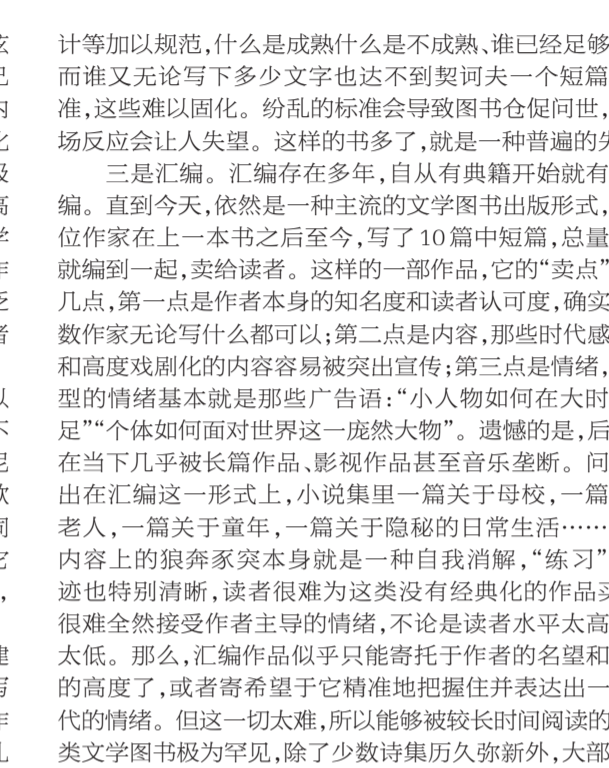 计等加以规范，什么是成熟什么是不成熟、谁已经足够
而谁又无论写下多少文字也达不到契诃夫一个短篇
准，这些难以固化。纷乱的标准会导致图书仓促问世，
场反应会让人失望。这样的书多了，就是一种普遍的失
三是汇编。汇编存在多年，自从有典籍开始就有
编。直到今天，依然是一种主流的文学图书出版形式，
位作家在上一本书之后至今，写了10篇中短篇，总量
就编到一起，卖给读者。这样的一部作品，它的“卖点”
几点，第一点是作者本身的知名度和读者认可度，确实
数作家无论写什么都可以；第二点是内容，那些时代感
和高度戏剧化的内容容易被突出宣传；第三点是情绪，
型的情绪基本就是那些广告语：“小人物如何在大时
足”“个体如何面对世界这一庞然大物”。遗憾的是，后
在当下几乎被长篇作品、影视作品甚至音乐垄断。问
出在汇编这一形式上，小说集里一篇关于母校，一篇
老人，一篇关于童年，一篇关于隐秘的日常生活……
内容上的狼奔豕突本身就是一种自我消解，“练习”
迹也特别清晰，读者很难为这类没有经典化的作品买
很难全然接受作者主导的情绪，不论是读者水平太高
太低。那么，汇编作品似乎只能寄托于作者的名望和
的高度了，或者寄希望于它精准地把握住并表达出一
代的情绪。但这一切太难，所以能够被较长时间阅读的
类文学图书极为罕见，除了少数诗集历久弥新外，大部